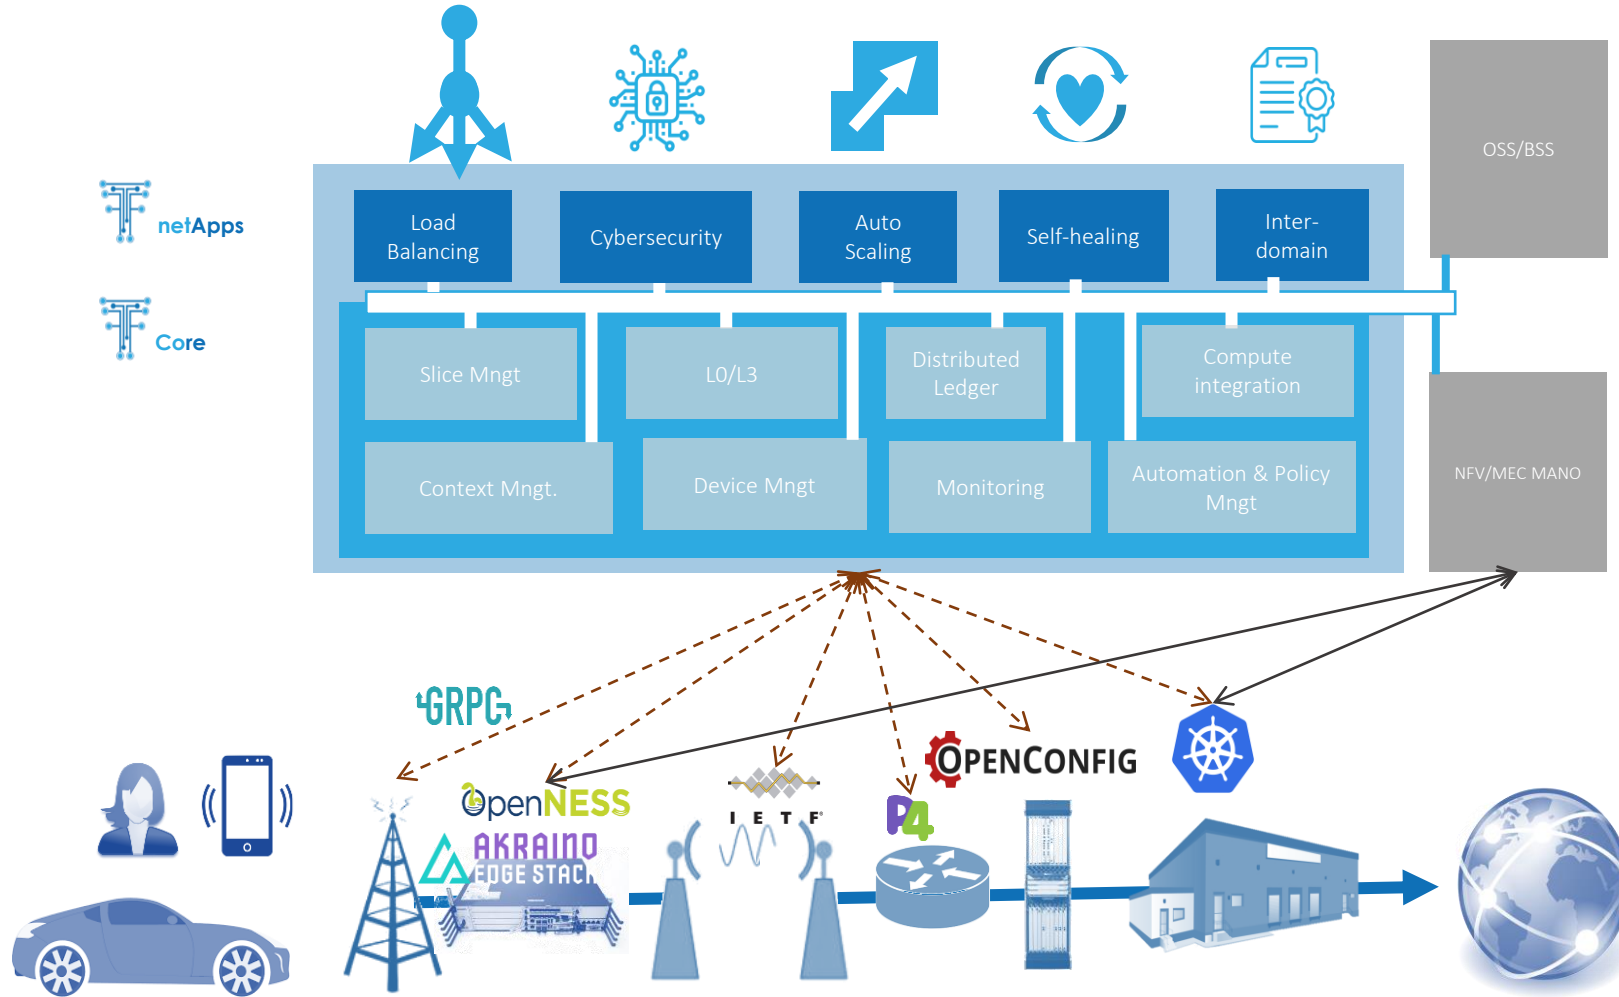 OSS/BSS
netApps
Load
Balancing
Cybersecurity
Auto
Scaling
Self-healing
Inter-
domain
Core
Slice Mngt
L0/L3
Distributed
Ledger
Compute
integration
Context Mngt.
Device Mngt
Monitoring
Automation & Policy
Mngt
NFV/MEC MANO
GRPC
OpenNESS
AKRAINO
EDGE STACK
IETF
P4
OPENCONFIG